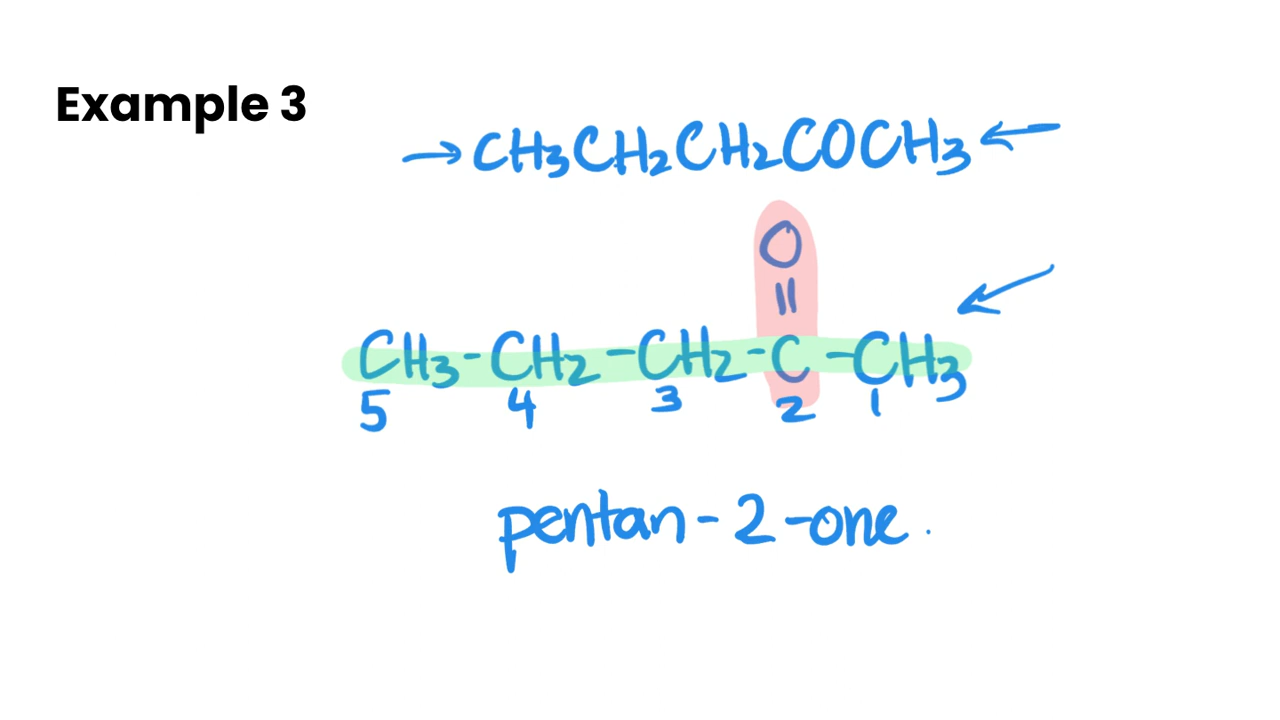 Example 3
→CH3CH2CH2COCH3←
O
||
CH3-CH2-CH2-C-CH3
5 4 3 2 1
pentan-2-one.